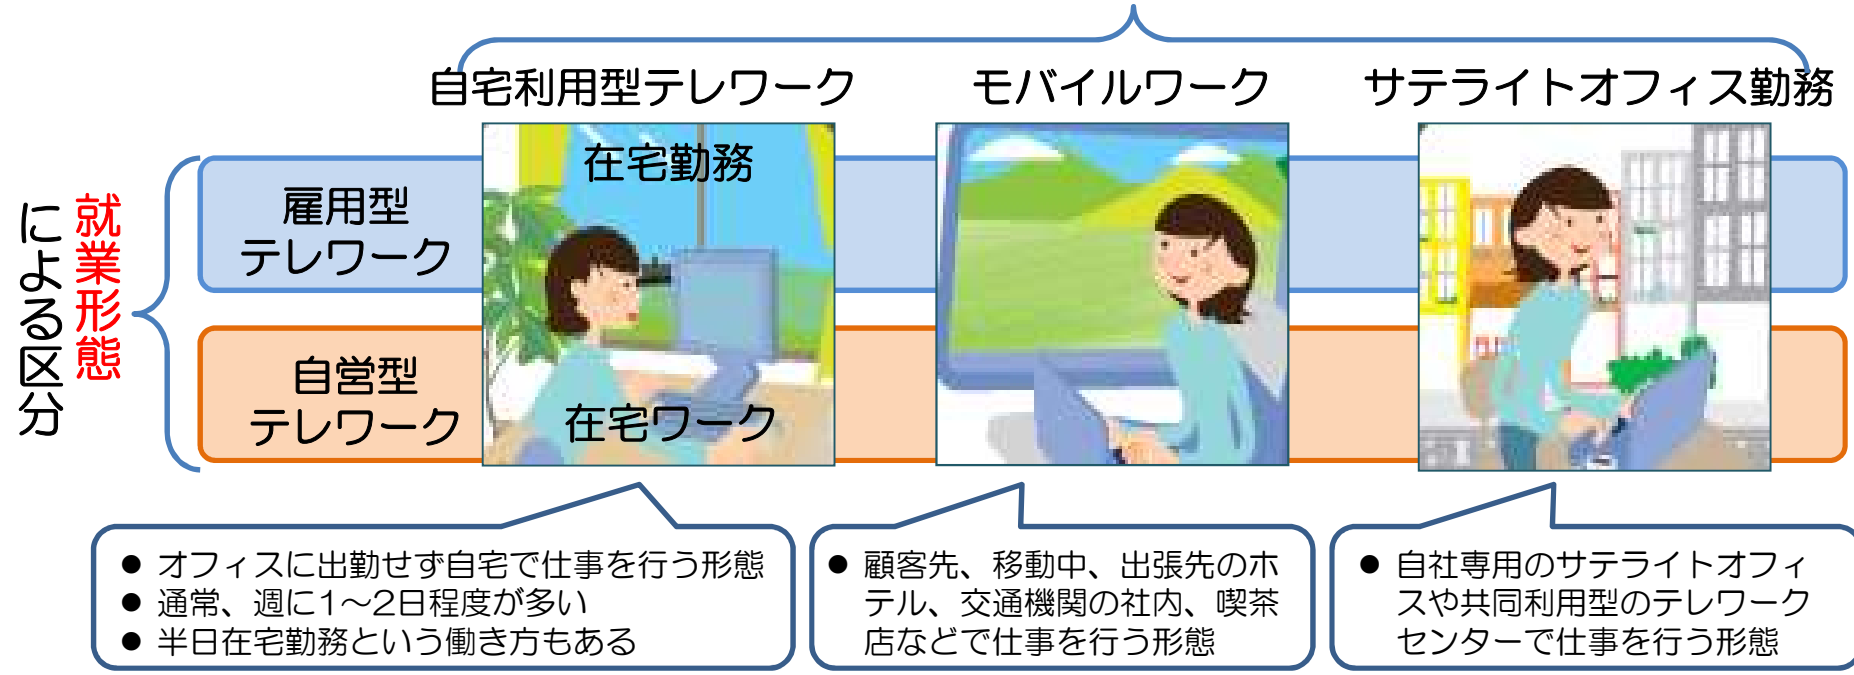 自宅利用型テレワーク
モバイルワーク
サテライトオフィス勤務
就業形態
による区分
雇用型
テレワーク
在宅勤務
自営型
テレワーク
在宅ワーク
● オフィスに出勤せず自宅で仕事を行う形態
● 通常、週に1～2日程度が多い
● 半日在宅勤務という働き方もある
● 顧客先、移動中、出張先のホ
テル、交通機関の社内、喫茶
店などで仕事を行う形態
● 自社専用のサテライトオフィ
スや共同利用型のテレワーク
センターで仕事を行う形態